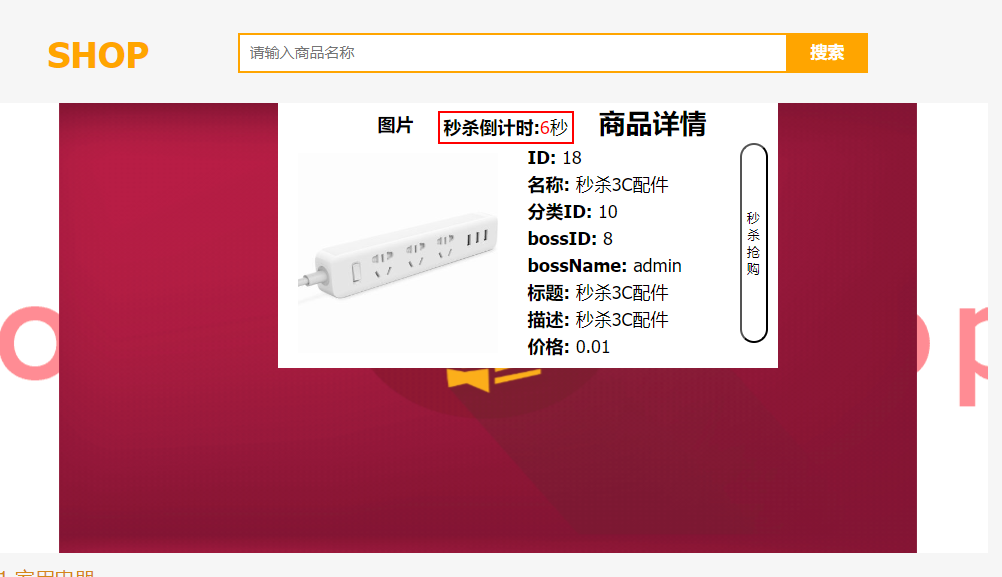 SHOP
请输入商品名称
搜索
图片
秒杀倒计时:6秒
商品详情
ID: 18
名称: 秒杀3C配件
分类ID: 10
bossID: 8
bossName: admin
标题: 秒杀3C配件
描述: 秒杀3C配件
价格: 0.01
秒
杀
抢
购